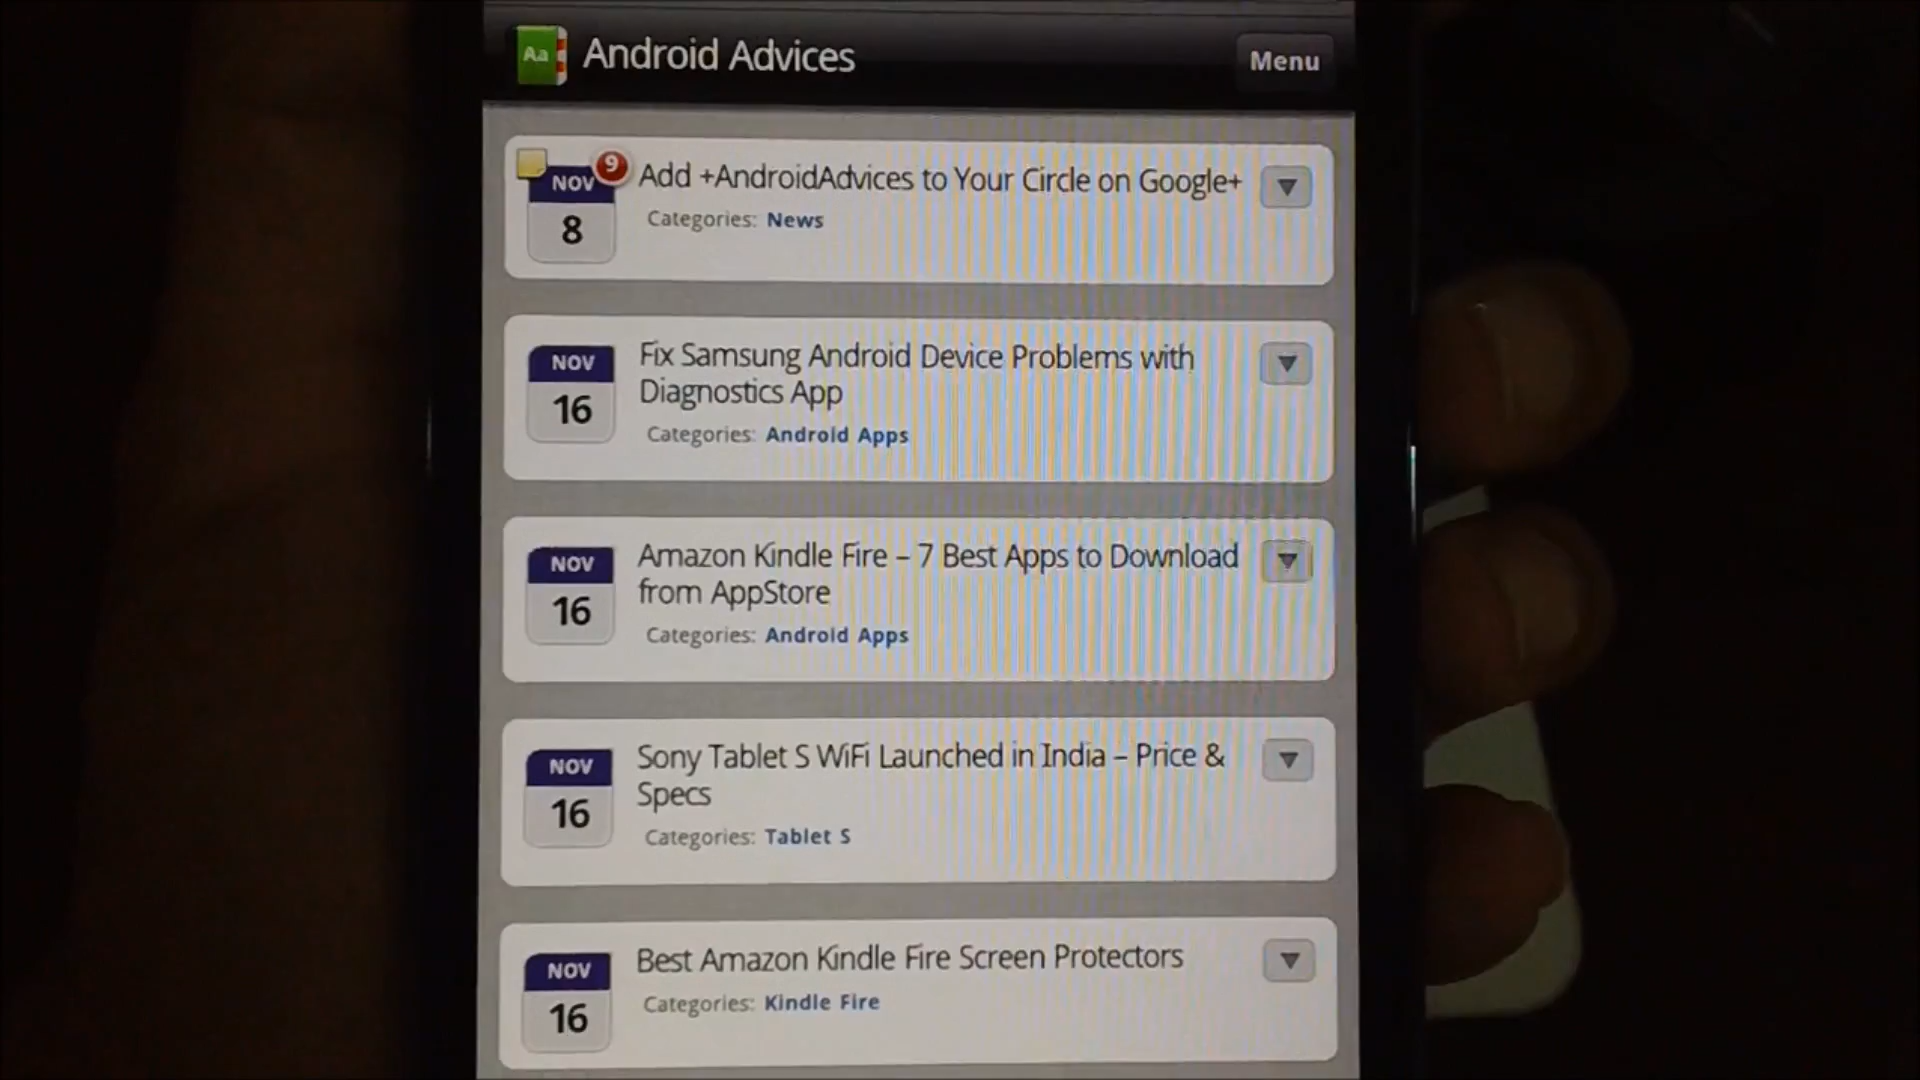 Aa Android Advices Menu
9
NOV
8
Add +AndroidAdvices to Your Circle on Google+
Categories: News
NOV
16
Fix Samsung Android Device Problems with
Diagnostics App
Categories: Android Apps
NOV
16
Amazon Kindle Fire – 7 Best Apps to Download
from AppStore
Categories: Android Apps
NOV
16
Sony Tablet S WiFi Launched in India – Price &
Specs
Categories: Tablet S
NOV
16
Best Amazon Kindle Fire Screen Protectors
Categories: Kindle Fire